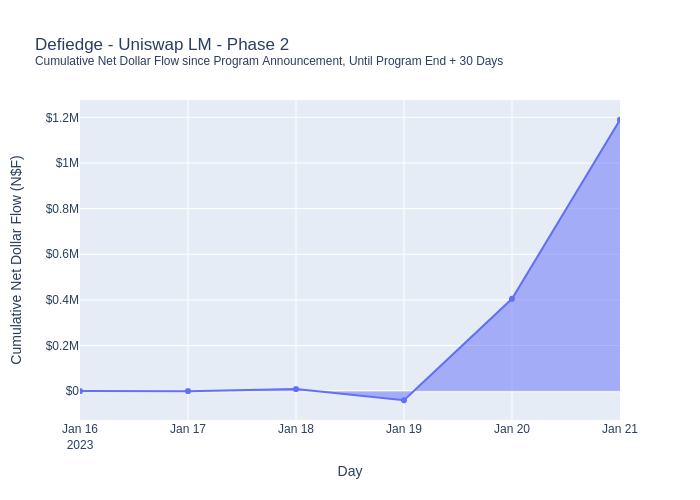 Defiedge - Uniswap LM - Phase 2
Cumulative Net Dollar Flow since Program Announcement, Until Program End + 30 Days
Cumulative Net Dollar Flow (N$F)
$1.2M
$1M
$0.8M
$0.6M
$0.4M
$0.2M
$0
Jan 16 Jan 17 Jan 18 Jan 19 Jan 20 Jan 21
2023
Day